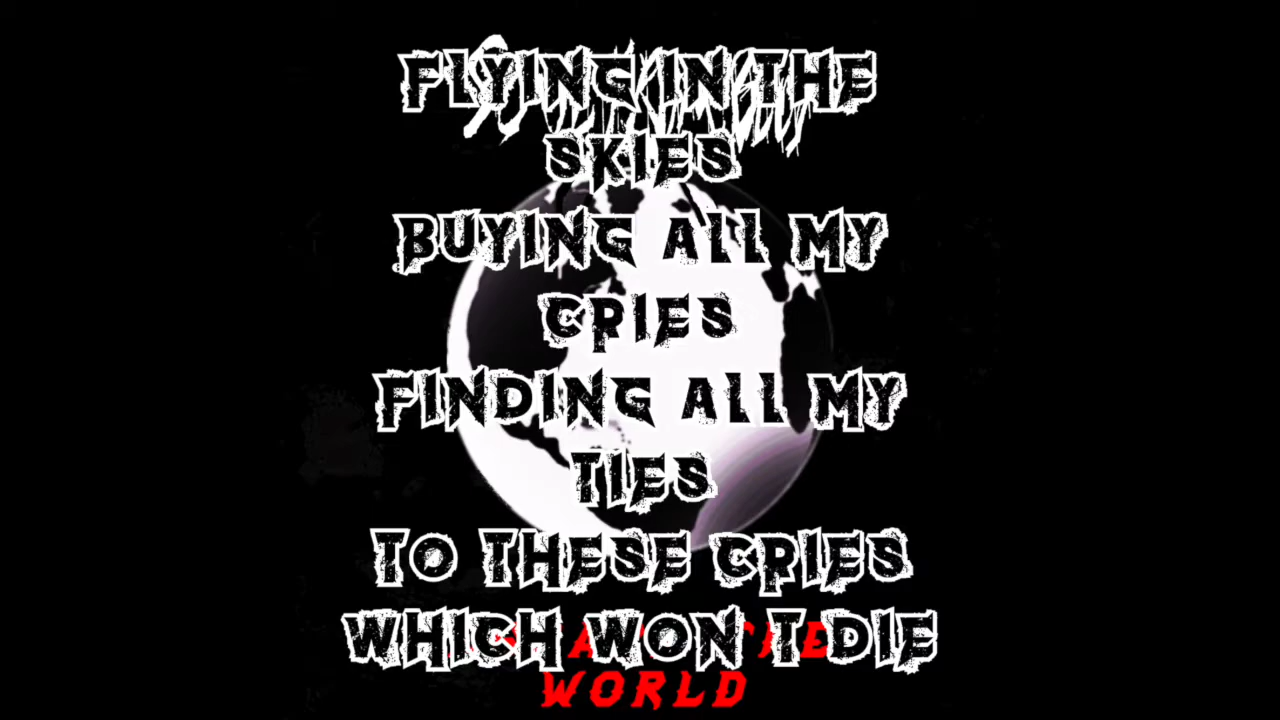 FLYING IN THE
SKIES
BUYING ALL MY
CRIES
FINDING ALL MY
TIES
TO THESE CRIES
WHICH WON T DIE
WORLD